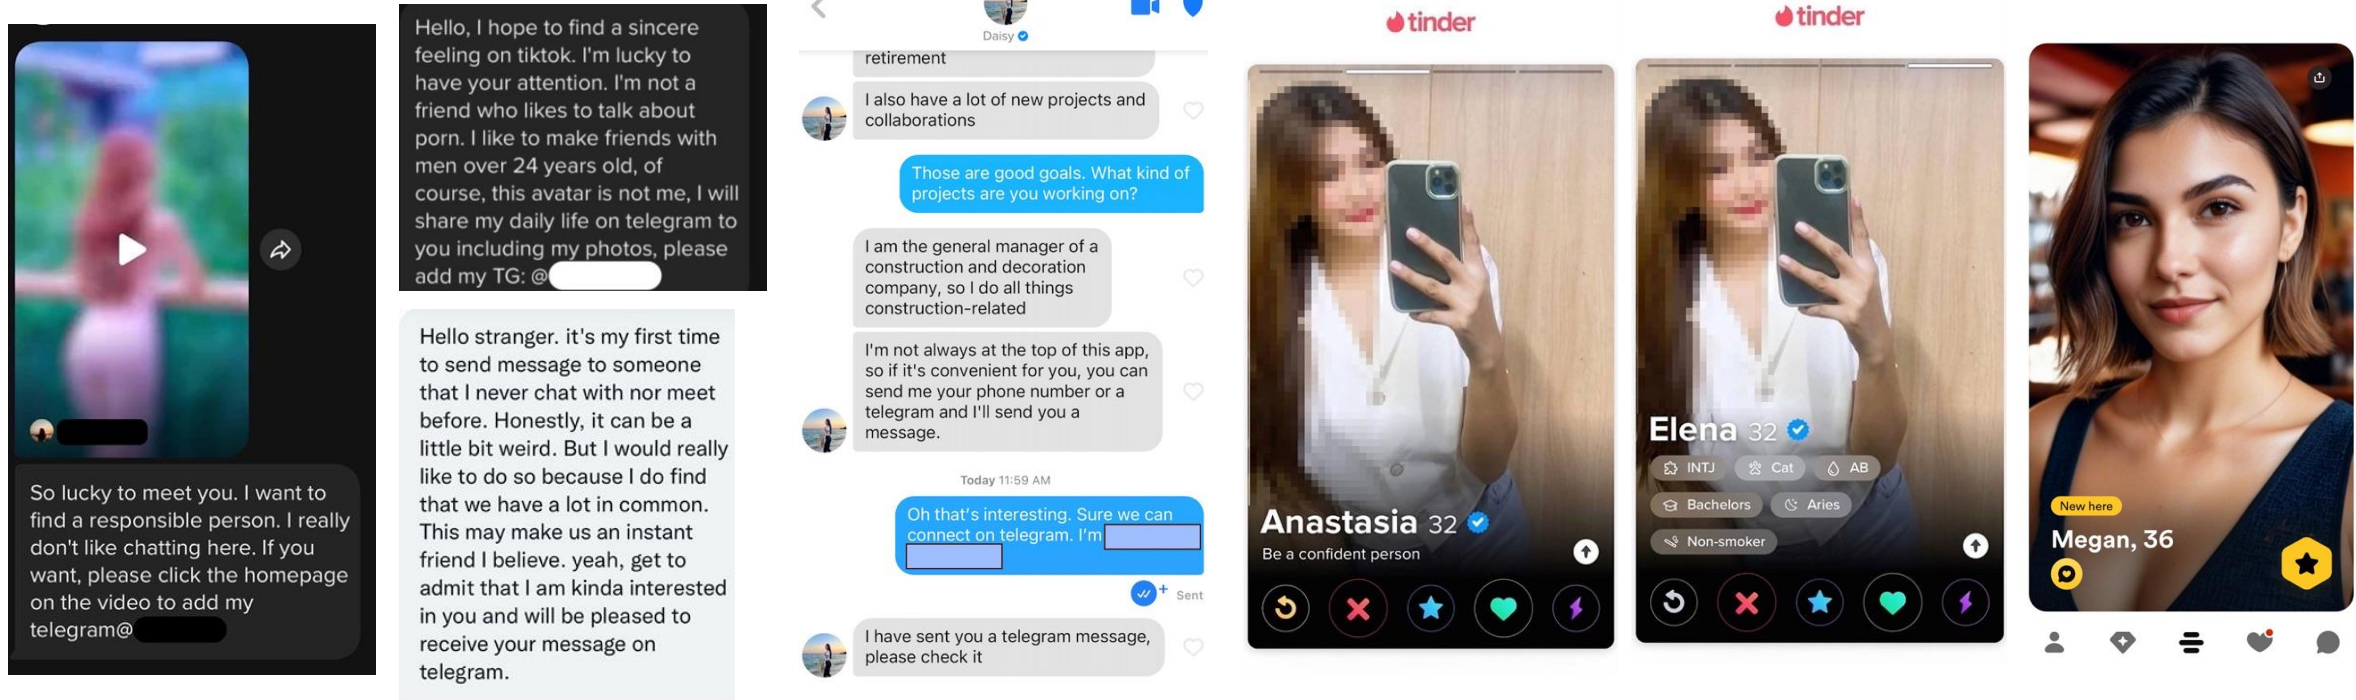 So lucky to meet you. I want to
find a responsible person. I really
don't like chatting here. If you
want, please click the homepage
on the video to add my
telegram@
Hello, I hope to find a sincere
feeling on tiktok. I'm lucky to
have your attention. I'm not a
friend who likes to talk about
porn. I like to make friends with
men over 24 years old, of
course, this avatar is not me, I will
share my daily life on telegram to
you including my photos, please
add my TG: @
Hello stranger. it's my first time
to send message to someone
that I never chat with nor meet
before. Honestly, it can be a
little bit weird. But I would really
like to do so because I do find
that we have a lot in common.
This may make us an instant
friend I believe. yeah, get to
admit that I am kinda interested
in you and will be pleased to
receive your message on
telegram.
Daisy
retirement
I also have a lot of new projects and
collaborations
Those are good goals. What kind of
projects are you working on?
I am the general manager of a
construction and decoration
company, so I do all things
construction-related
I'm not always at the top of this app,
so if it's convenient for you, you can
send me your phone number or a
telegram and I'll send you a
message.
Today 11:59 AM
Oh that's interesting. Sure we can
connect on telegram. I'm
Sent
I have sent you a telegram message,
please check it
tinder
Anastasia 32
Be a confident person
tinder
Elena 32
INTJ Cat AB
Bachelors Aries
Non-smoker
New here
Megan, 36